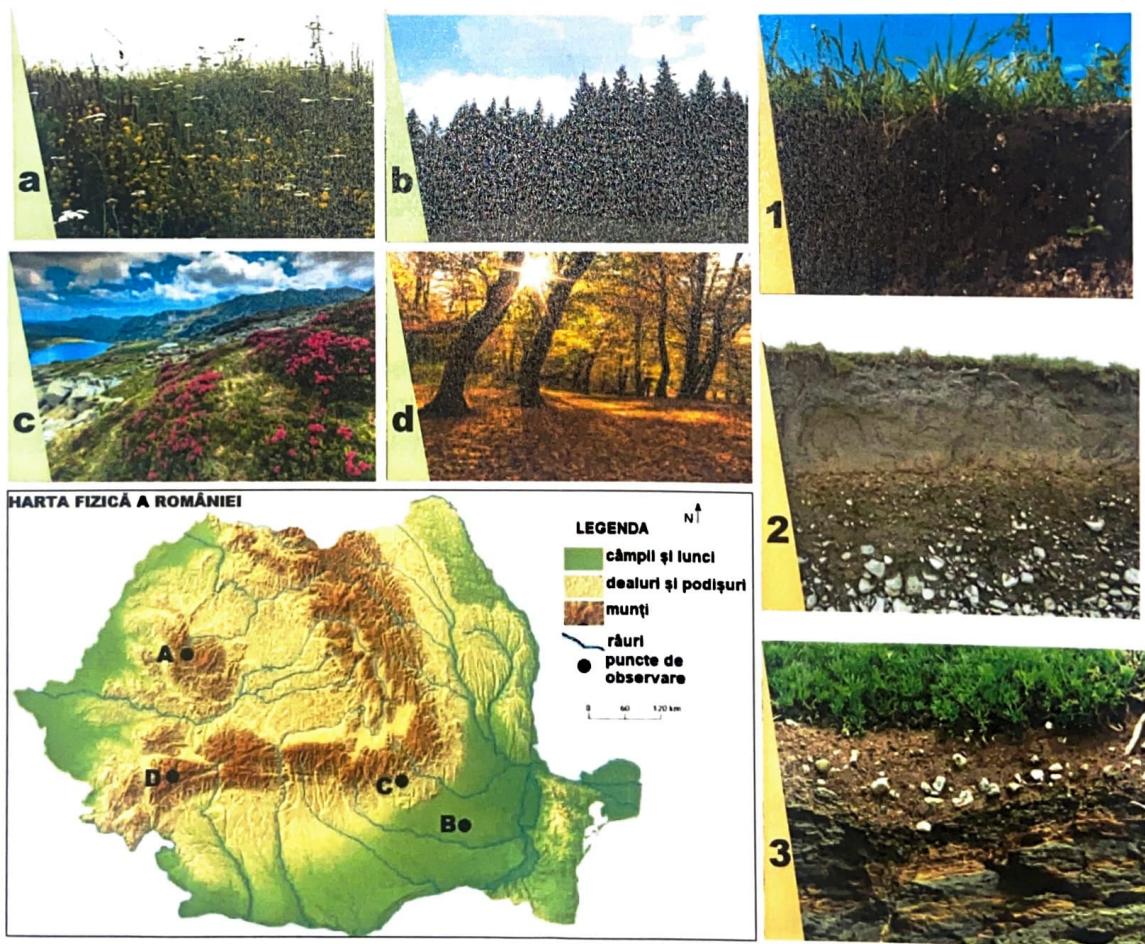 a
b
1
c
d
2
HARTA FIZICĂ A ROMÂNIEI
N
LEGENDA
câmpii și lunci
dealuri și podișuri
munți
râuri
puncte de
observare
0 60 120 km
A
D
C
B
3